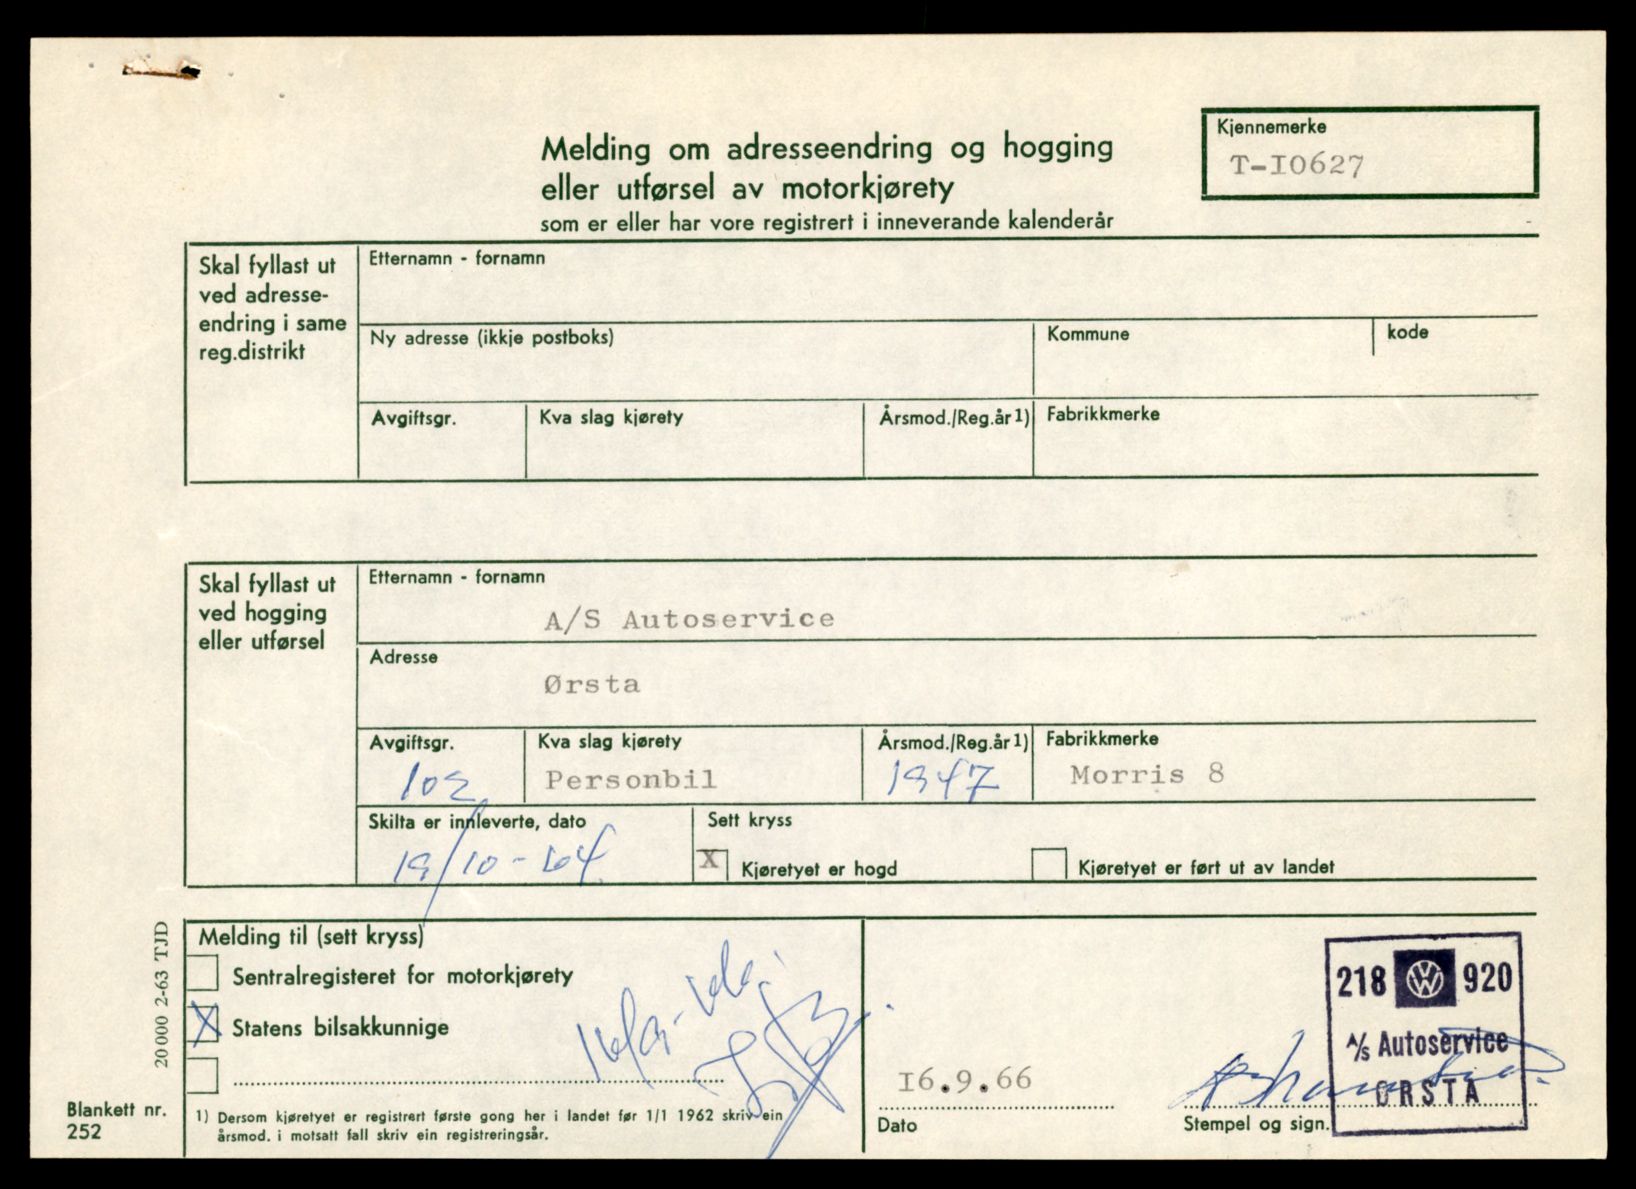 Melding om adresseendring og hogging
eller utførsel av motorkjørety
som er eller har vore registrert i inneverande kalenderår
Kjennemerke
T-I0627
Skal fyllast ut
ved adresse-
endring i same
reg.distrikt
Etternamn - fornamn
Ny adresse (ikkje postboks)
Kommune
kode
Avgiftsgr.
Kva slag kjørety
Årsmod./Reg.år 1)
Fabrikkmerke
Skal fyllast ut
ved hogging
eller utførsel
Etternamn - fornamn
A/S Autoservice
Adresse
Ørsta
Avgiftsgr.
102
Kva slag kjørety
Personbil
Årsmod./Reg.år 1)
1947
Fabrikkmerke
Morris 8
Skilta er innleverte, dato
19/10-64
Sett kryss
X Kjøretyet er hogd
Kjøretyet er ført ut av landet
Melding til (sett kryss)
Sentralregisteret for motorkjørety
X Statens bilsakkunnige
16/9-66.
1) Dersom kjøretyet er registrert første gong her i landet før 1/1 1962 skriv ein
årsmod. i motsatt fall skriv ein registreringsår.
20 000 2-63 TJD
Blankett nr.
252
I6.9.66
Dato
218 VW 920
A/S Autoservice
ØRSTA
Stempel og sign.